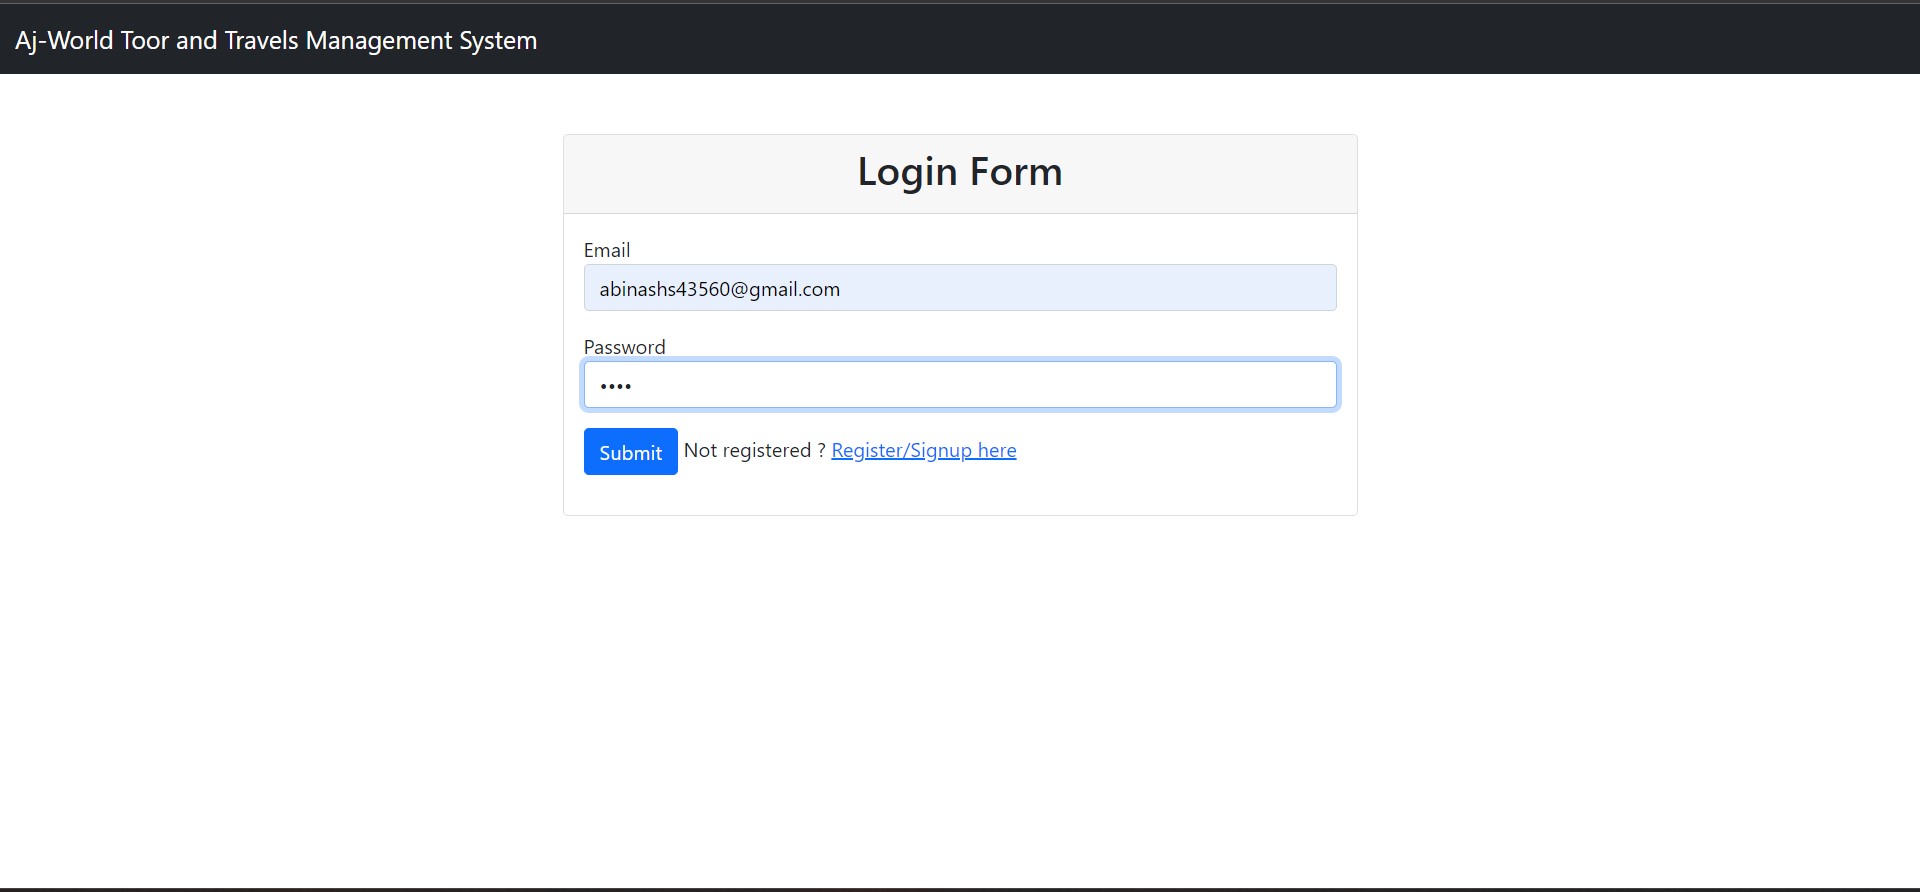 Aj-World Toor and Travels Management System
Login Form
Email
abinashs43560@gmail.com
Password
••••
Submit Not registered ? Register/Signup here